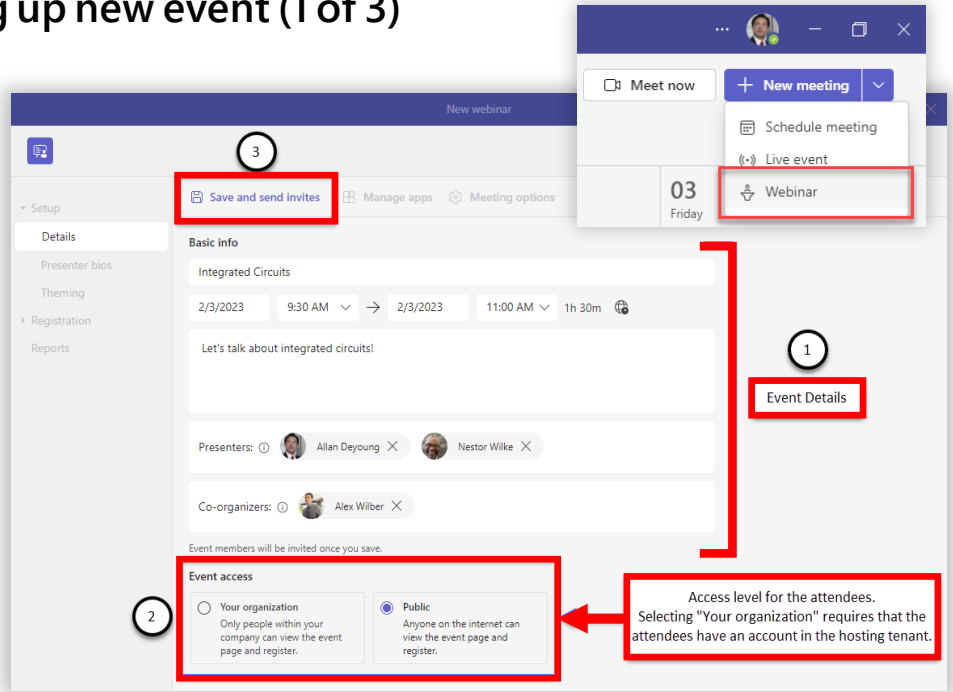 g up new event (1 of 3)
Meet now
New meeting
Schedule meeting
Live event
Webinar
03
Friday
New webinar
3
Save and send invites
Manage apps
Meeting options
Setup
Details
Presenter bios
Theming
Registration
Reports
Basic info
Integrated Circuits
2/3/2023 9:30 AM → 2/3/2023 11:00 AM 1h 30m
Let's talk about integrated circuits!
Presenters: Allan Deyoung Nestor Wilke
Co-organizers: Alex Wilber
Event members will be invited once you save.
1
Event Details
2
Event access
Your organization
Only people within your
company can view the event
page and register.
Public
Anyone on the internet can
view the event page and
register.
Access level for the attendees.
Selecting "Your organization" requires that the
attendees have an account in the hosting tenant.